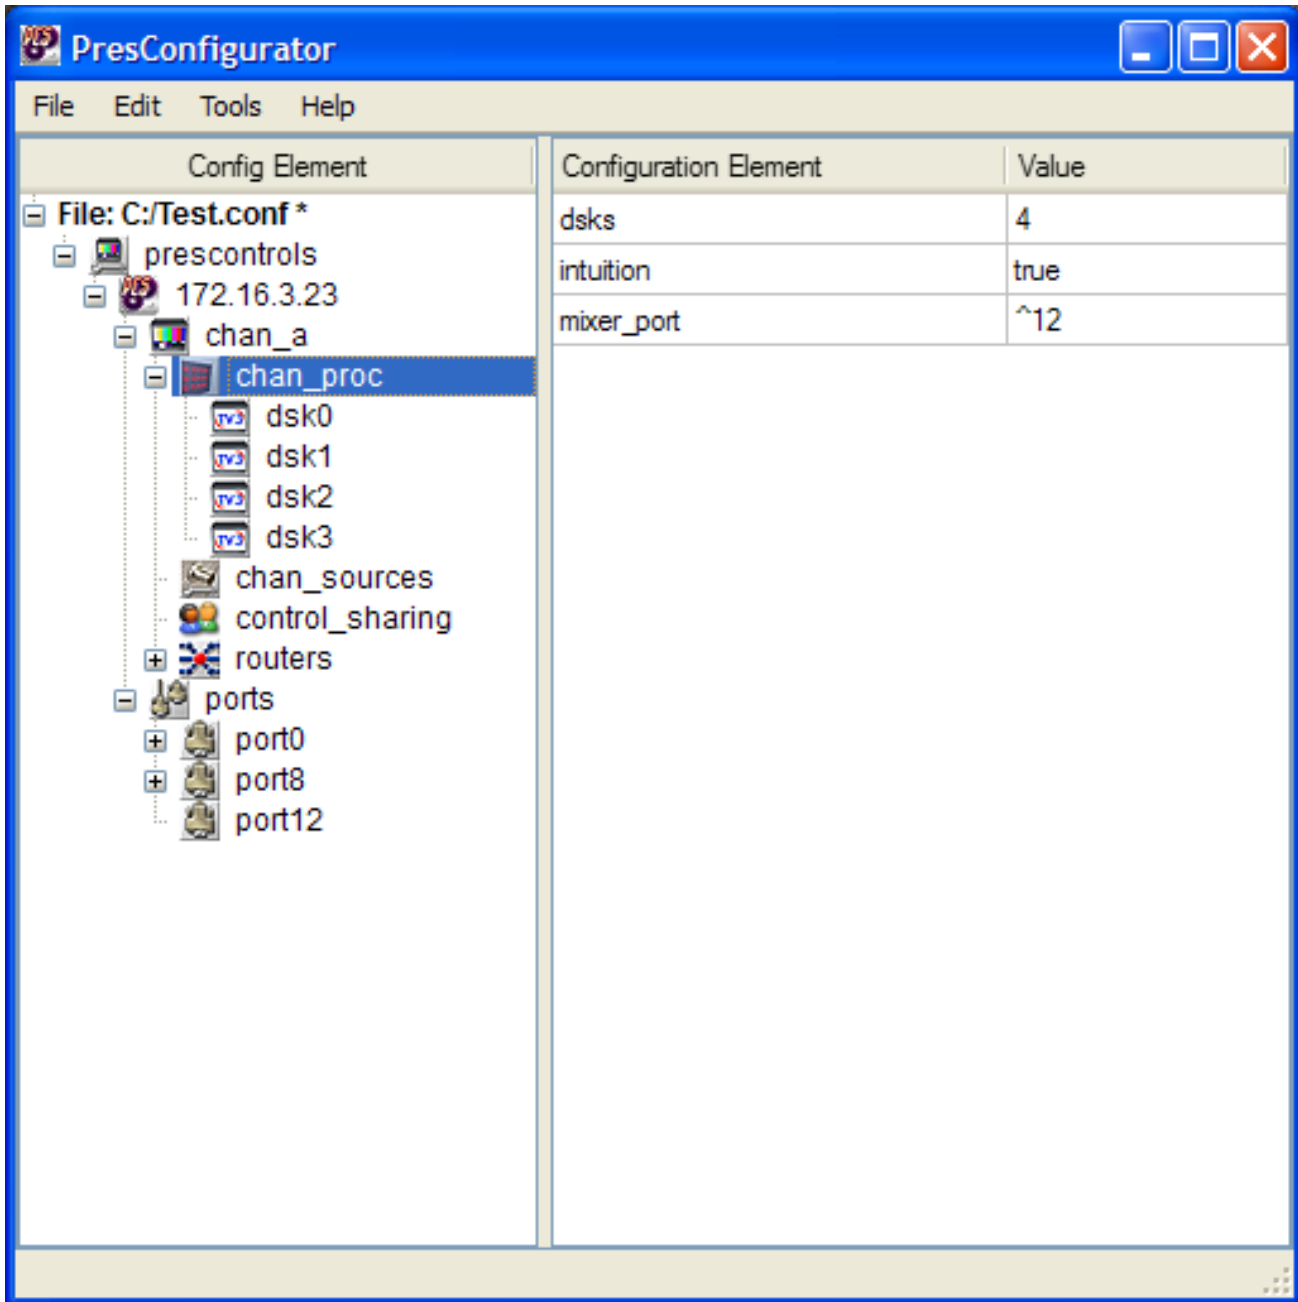 PresConfigurator
File Edit Tools Help
Config Element Configuration Element Value
File: C:/Test.conf * dsks 4
prescontrols intuition true
172.16.3.23 mixer_port ^12
chan_a
chan_proc
dsk0
dsk1
dsk2
dsk3
chan_sources
control_sharing
routers
ports
port0
port8
port12